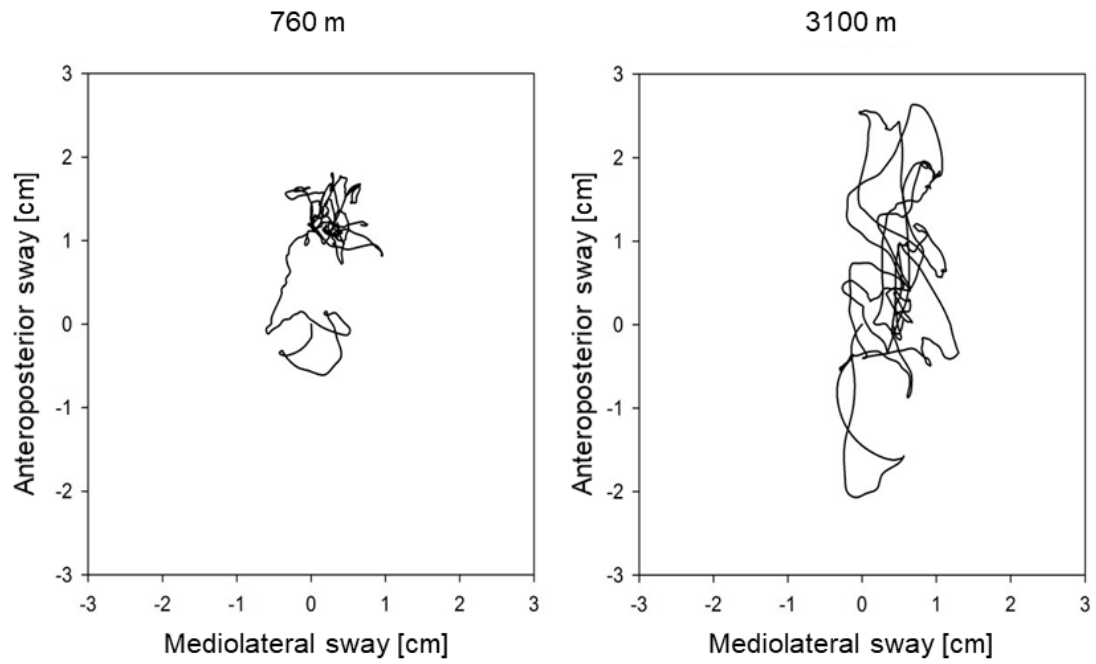 760 m
3100 m
Anteroposterior sway [cm]
3
2
1
0
-1
-2
-3
-3 -2 -1 0 1 2 3
Mediolateral sway [cm]
Anteroposterior sway [cm]
3
2
1
0
-1
-2
-3
-3 -2 -1 0 1 2 3
Mediolateral sway [cm]